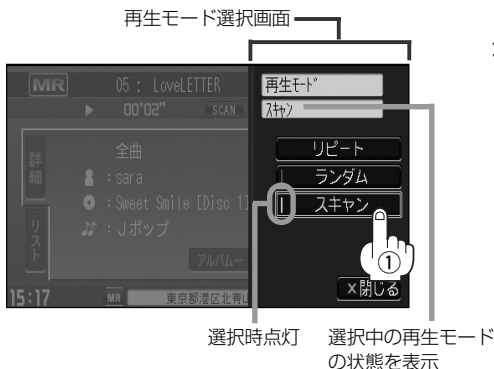 再生モード選択画面
MR
05 : LoveLETTER
00'02"
SCAN
全曲
: sara
: Sweet Smile [Disc 1]
: Jポップ
アルバム一
詳細
リスト
15:17
MR
東京都港区北青山
再生ﾓｰﾄﾞ
ｽｷｬﾝ
リピート
ランダム
スキャン
①
×閉じる
選択時点灯
選択中の再生モード
の状態を表示